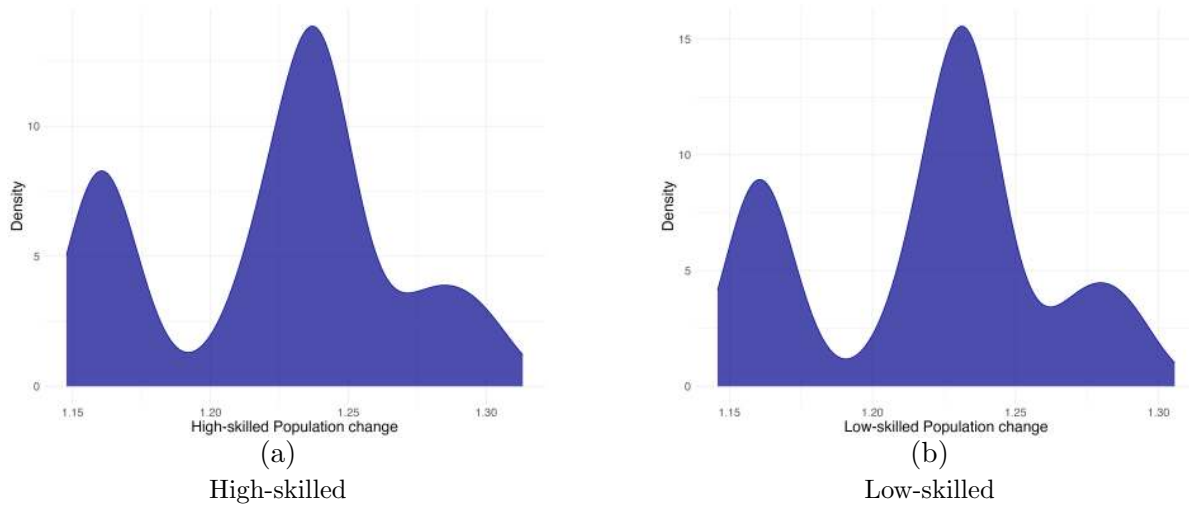 Density
10
5
0
1.15 1.20 1.25 1.30
High-skilled Population change
(a)
High-skilled
Density
15
10
5
0
1.15 1.20 1.25 1.30
Low-skilled Population change
(b)
Low-skilled